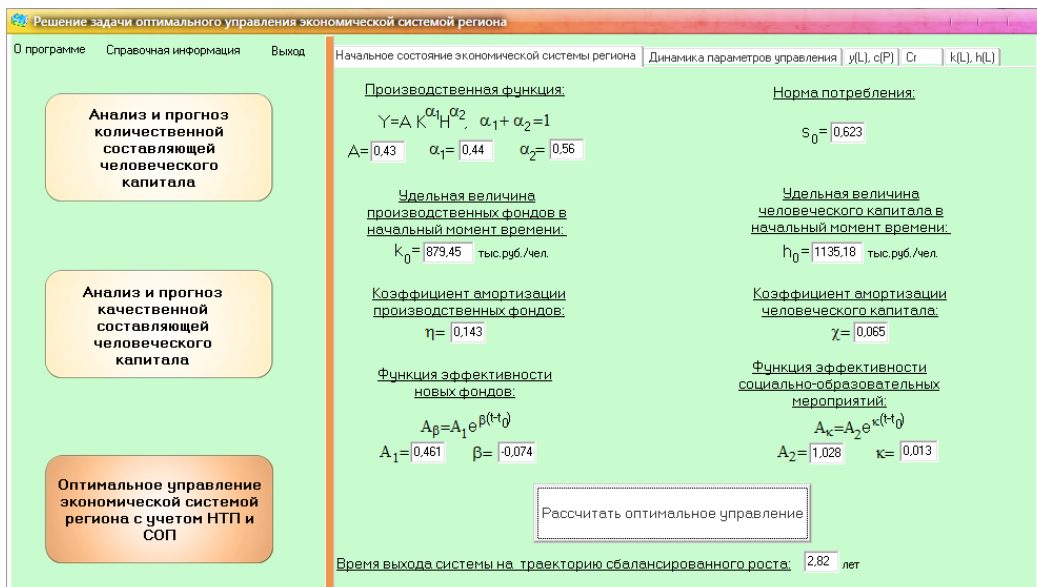 Решение задачи оптимального управления экономической системой региона
О программе Справочная информация Выход
Анализ и прогноз
количественной
составляющей
человеческого
капитала
Анализ и прогноз
качественной
составляющей
человеческого
капитала
Оптимальное управление
экономической системой
региона с учетом НТП и
СОП
Начальное состояние экономической системы региона Динамика параметров управления y(L), c(P) Cr k(L), h(L)
Производственная функция:
Y=A K^α1 H^α2, α1+α2=1
A= 0,43 α1= 0,44 α2= 0,56
Норма потребления:
s0= 0,623
Удельная величина
производственных фондов в
начальный момент времени:
k0= 879,45 тыс.руб./чел.
Удельная величина
человеческого капитала в
начальный момент времени:
h0= 1135,18 тыс.руб./чел.
Коэффициент амортизации
производственных фондов:
η= 0,143
Коэффициент амортизации
человеческого капитала:
χ= 0,065
Функция эффективности
новых фондов:
Aβ=A1e^β(t-t0)
A1= 0,461 β= -0,074
Функция эффективности
социально-образовательных
мероприятий:
Aκ=A2e^κ(t-t0)
A2= 1,028 κ= 0,013
Рассчитать оптимальное управление
Время выхода системы на траекторию сбалансированного роста: 2,82 лет